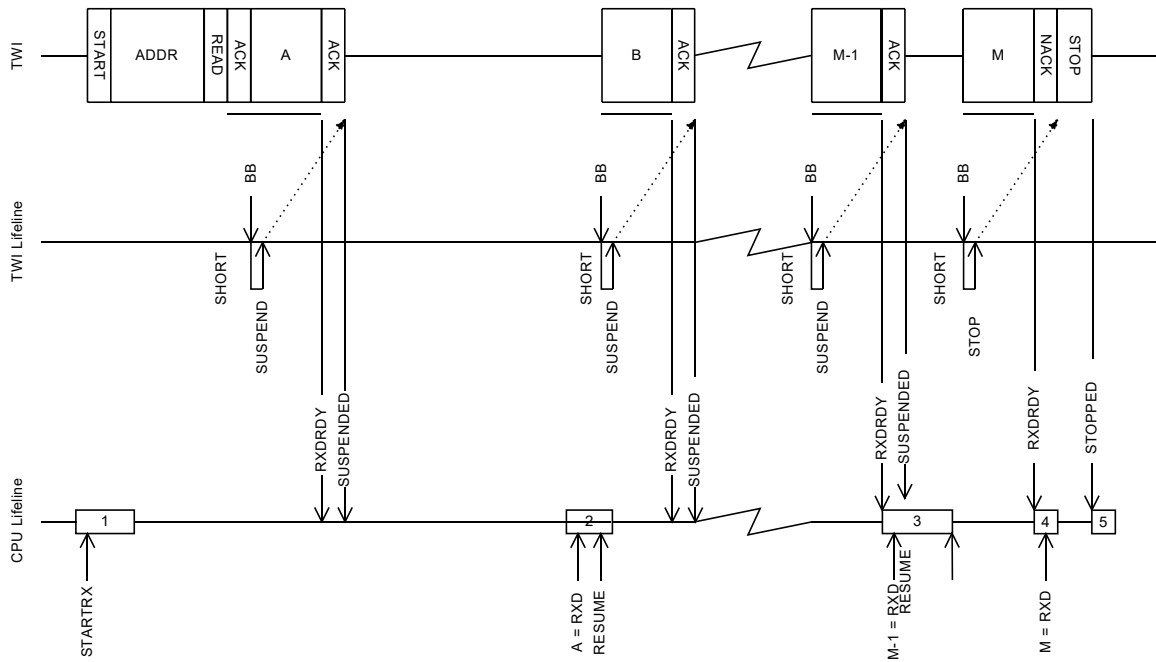 TWI
START
ADDR
READ
ACK
A
ACK
B
ACK
M-1
ACK
M
NACK
STOP
TWI Lifeline
BB
SHORT
SUSPEND
BB
SHORT
SUSPEND
BB
SHORT
SUSPEND
BB
SHORT
STOP
RXDRDY
SUSPENDED
RXDRDY
SUSPENDED
RXDRDY
SUSPENDED
RXDRDY
STOPPED
CPU Lifeline
1
2
3
4
5
STARTRX
A = RXD
RESUME
M-1 = RXD
RESUME
M = RXD